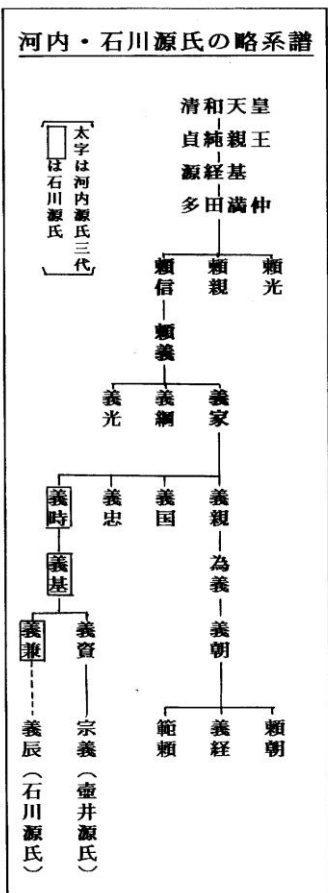 河内・石川源氏の略系譜
太字は河内源氏三代
□は石川源氏
清和天皇
貞純親王
源経基
多田満仲
頼光
頼親
頼信
頼義
義家
義綱
義光
義親
義国
義忠
義時
為義
義基
義朝
義資
義兼
頼朝
義経
範頼
宗義(壷井源氏)
義辰(石川源氏)